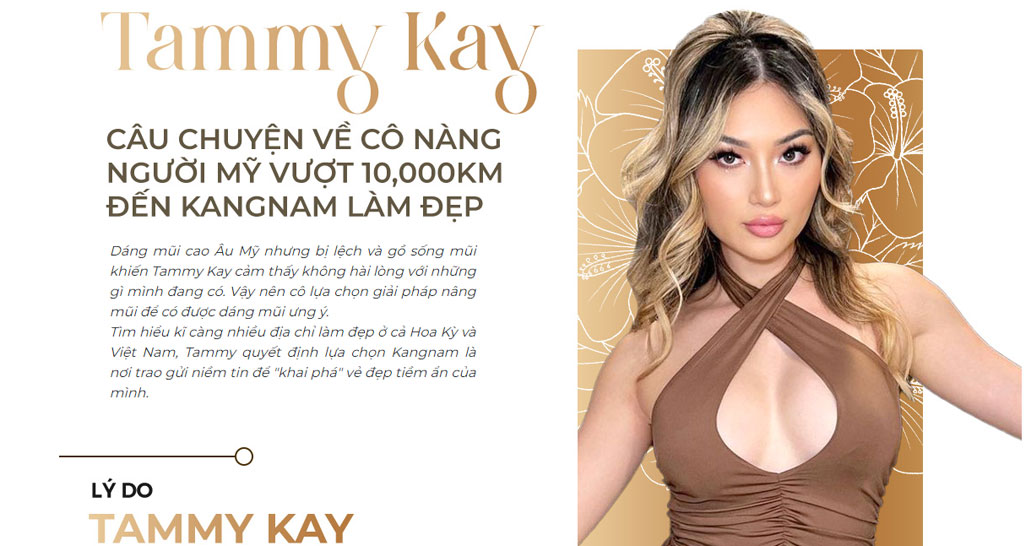 Tammy Kay
CÂU CHUYỆN VỀ CÔ NÀNG
NGƯỜI MỸ VƯỢT 10,000KM
ĐẾN KANGNAM LÀM ĐẸP
Dáng mũi cao Âu Mỹ nhưng bị lệch và gồ sống mũi
khiến Tammy Kay cảm thấy không hài lòng với những
gì mình đang có. Vậy nên cô lựa chọn giải pháp nâng
mũi để có được dáng mũi ưng ý.
Tìm hiểu kĩ càng nhiều địa chỉ làm đẹp ở cả Hoa Kỳ và
Việt Nam, Tammy quyết định lựa chọn Kangnam là
nơi trao gửi niềm tin để "khai phá" vẻ đẹp tiềm ẩn của
mình.
LÝ DO
TAMMY KAY